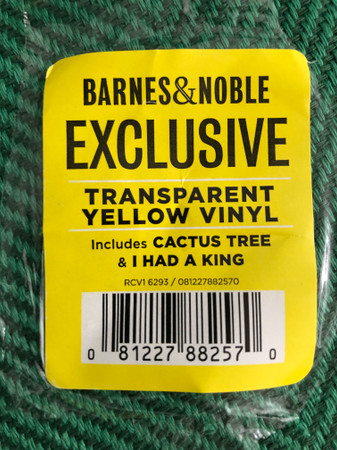 BARNES&NOBLE
EXCLUSIVE
TRANSPARENT
YELLOW VINYL
Includes CACTUS TREE
& I HAD A KING
RCV1 6293 / 081227882570
0 81227 88257 0